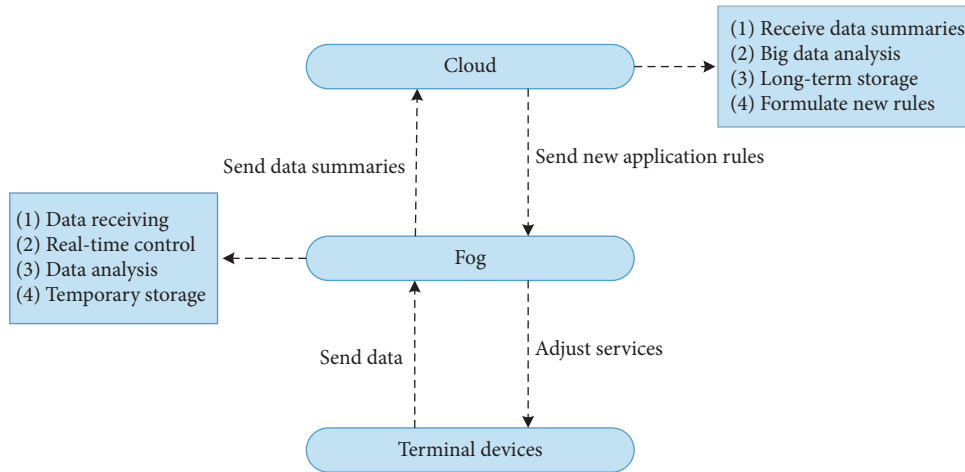 Cloud
(1) Receive data summaries
(2) Big data analysis
(3) Long-term storage
(4) Formulate new rules
Send data summaries
Send new application rules
(1) Data receiving
(2) Real-time control
(3) Data analysis
(4) Temporary storage
Fog
Send data
Adjust services
Terminal devices